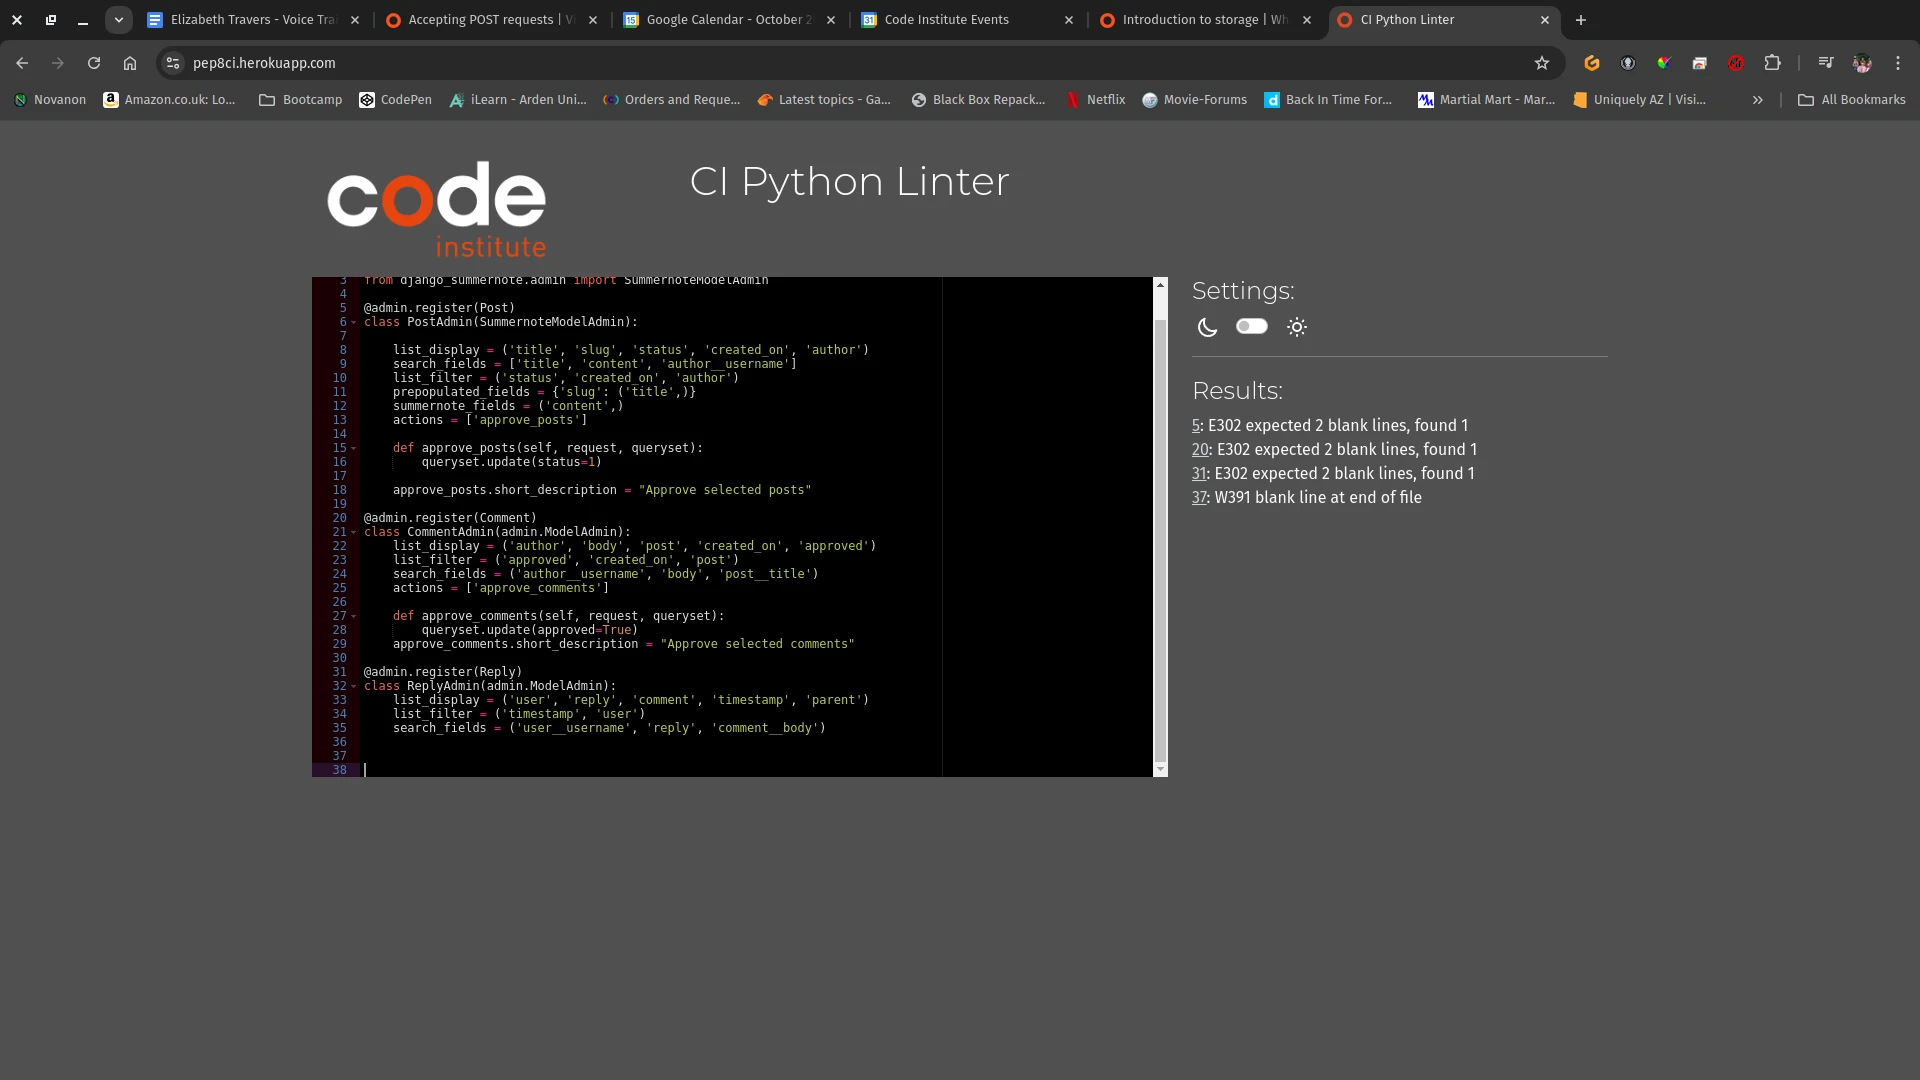 Elizabeth Travers - Voice Trai
Accepting POST requests | V
Google Calendar - October 2
Code Institute Events
Introduction to storage | Wh
CI Python Linter
pep8ci.herokuapp.com
Novanon
Amazon.co.uk: Lo...
Bootcamp
CodePen
iLearn - Arden Uni...
Orders and Reque...
Latest topics - Ga...
Black Box Repack...
Netflix
Movie-Forums
Back In Time For...
Martial Mart - Mar...
Uniquely AZ | Visi...
All Bookmarks
code
institute
CI Python Linter
3 from django_summernote.admin import SummernoteModelAdmin
4
5 @admin.register(Post)
6 class PostAdmin(SummernoteModelAdmin):
7
8     list_display = ('title', 'slug', 'status', 'created_on', 'author')
9     search_fields = ['title', 'content', 'author__username']
10     list_filter = ('status', 'created_on', 'author')
11     prepopulated_fields = {'slug': ('title',)}
12     summernote_fields = ('content',)
13     actions = ['approve_posts']
14
15     def approve_posts(self, request, queryset):
16         queryset.update(status=1)
17
18     approve_posts.short_description = "Approve selected posts"
19
20 @admin.register(Comment)
21 class CommentAdmin(admin.ModelAdmin):
22     list_display = ('author', 'body', 'post', 'created_on', 'approved')
23     list_filter = ('approved', 'created_on', 'post')
24     search_fields = ('author__username', 'body', 'post__title')
25     actions = ['approve_comments']
26
27     def approve_comments(self, request, queryset):
28         queryset.update(approved=True)
29     approve_comments.short_description = "Approve selected comments"
30
31 @admin.register(Reply)
32 class ReplyAdmin(admin.ModelAdmin):
33     list_display = ('user', 'reply', 'comment', 'timestamp', 'parent')
34     list_filter = ('timestamp', 'user')
35     search_fields = ('user__username', 'reply', 'comment__body')
36
37
38
Settings:
Results:
5: E302 expected 2 blank lines, found 1
20: E302 expected 2 blank lines, found 1
31: E302 expected 2 blank lines, found 1
37: W391 blank line at end of file